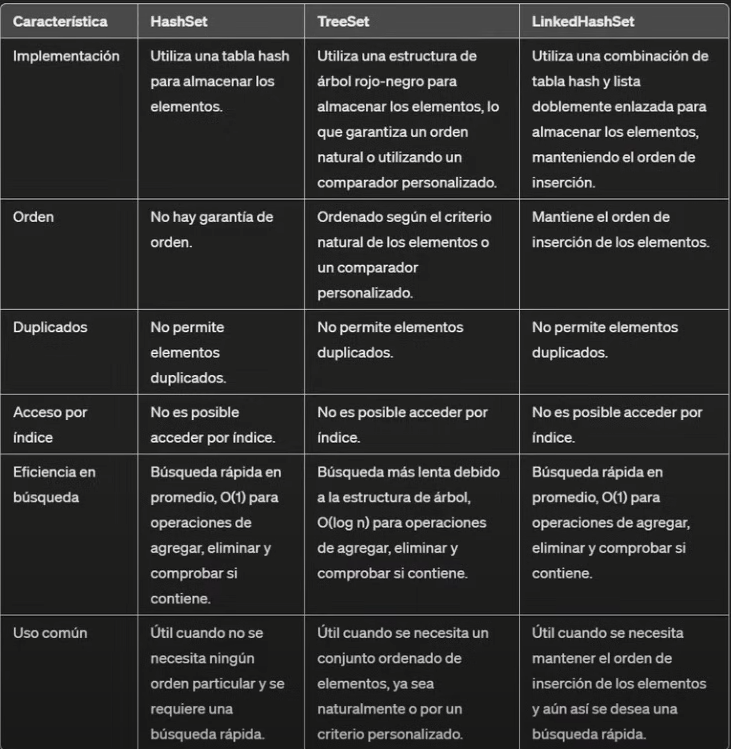 Característica
HashSet
TreeSet
LinkedHashSet
Implementación
Utiliza una tabla hash
para almacenar los
elementos.
Utiliza una estructura de
árbol rojo-negro para
almacenar los elementos, lo
que garantiza un orden
natural o utilizando un
comparador personalizado.
Utiliza una combinación de
tabla hash y lista
doblemente enlazada para
almacenar los elementos,
manteniendo el orden de
inserción.
Orden
No hay garantía de
orden.
Ordenado según el criterio
natural de los elementos o
un comparador
personalizado.
Mantiene el orden de
inserción de los elementos.
Duplicados
No permite
elementos
duplicados.
No permite elementos
duplicados.
No permite elementos
duplicados.
Acceso por
índice
No es posible
acceder por índice.
No es posible acceder por
índice.
No es posible acceder por
índice.
Eficiencia en
búsqueda
Búsqueda rápida en
promedio, O(1) para
operaciones de
agregar, eliminar y
comprobar si
contiene.
Búsqueda más lenta debido
a la estructura de árbol,
O(log n) para operaciones
de agregar, eliminar y
comprobar si contiene.
Búsqueda rápida en
promedio, O(1) para
operaciones de agregar,
eliminar y comprobar si
contiene.
Uso común
Útil cuando no se
necesita ningún
orden particular y se
requiere una
búsqueda rápida.
Útil cuando se necesita un
conjunto ordenado de
elementos, ya sea
naturalmente o por un
criterio personalizado.
Útil cuando se necesita
mantener el orden de
inserción de los elementos
y aún así se desea una
búsqueda rápida.